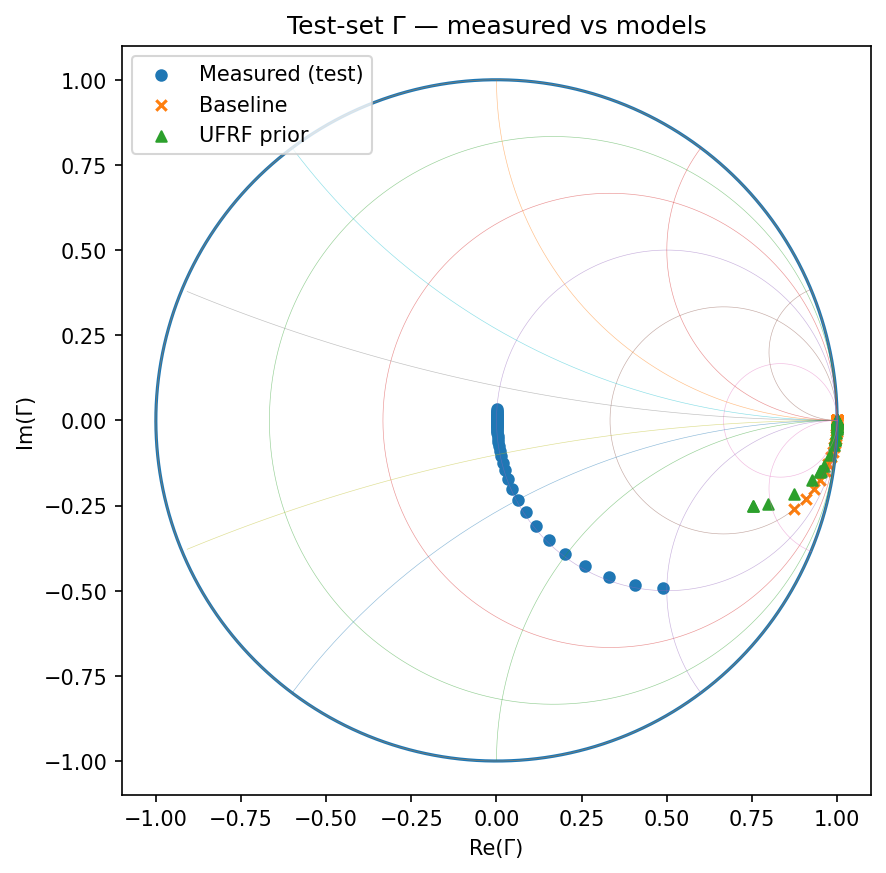 Test-set Γ — measured vs models
Measured (test)
Baseline
UFRF prior
1.00
0.75
0.50
0.25
0.00
−0.25
−0.50
−0.75
−1.00
Im(Γ)
−1.00 −0.75 −0.50 −0.25 0.00 0.25 0.50 0.75 1.00
Re(Γ)